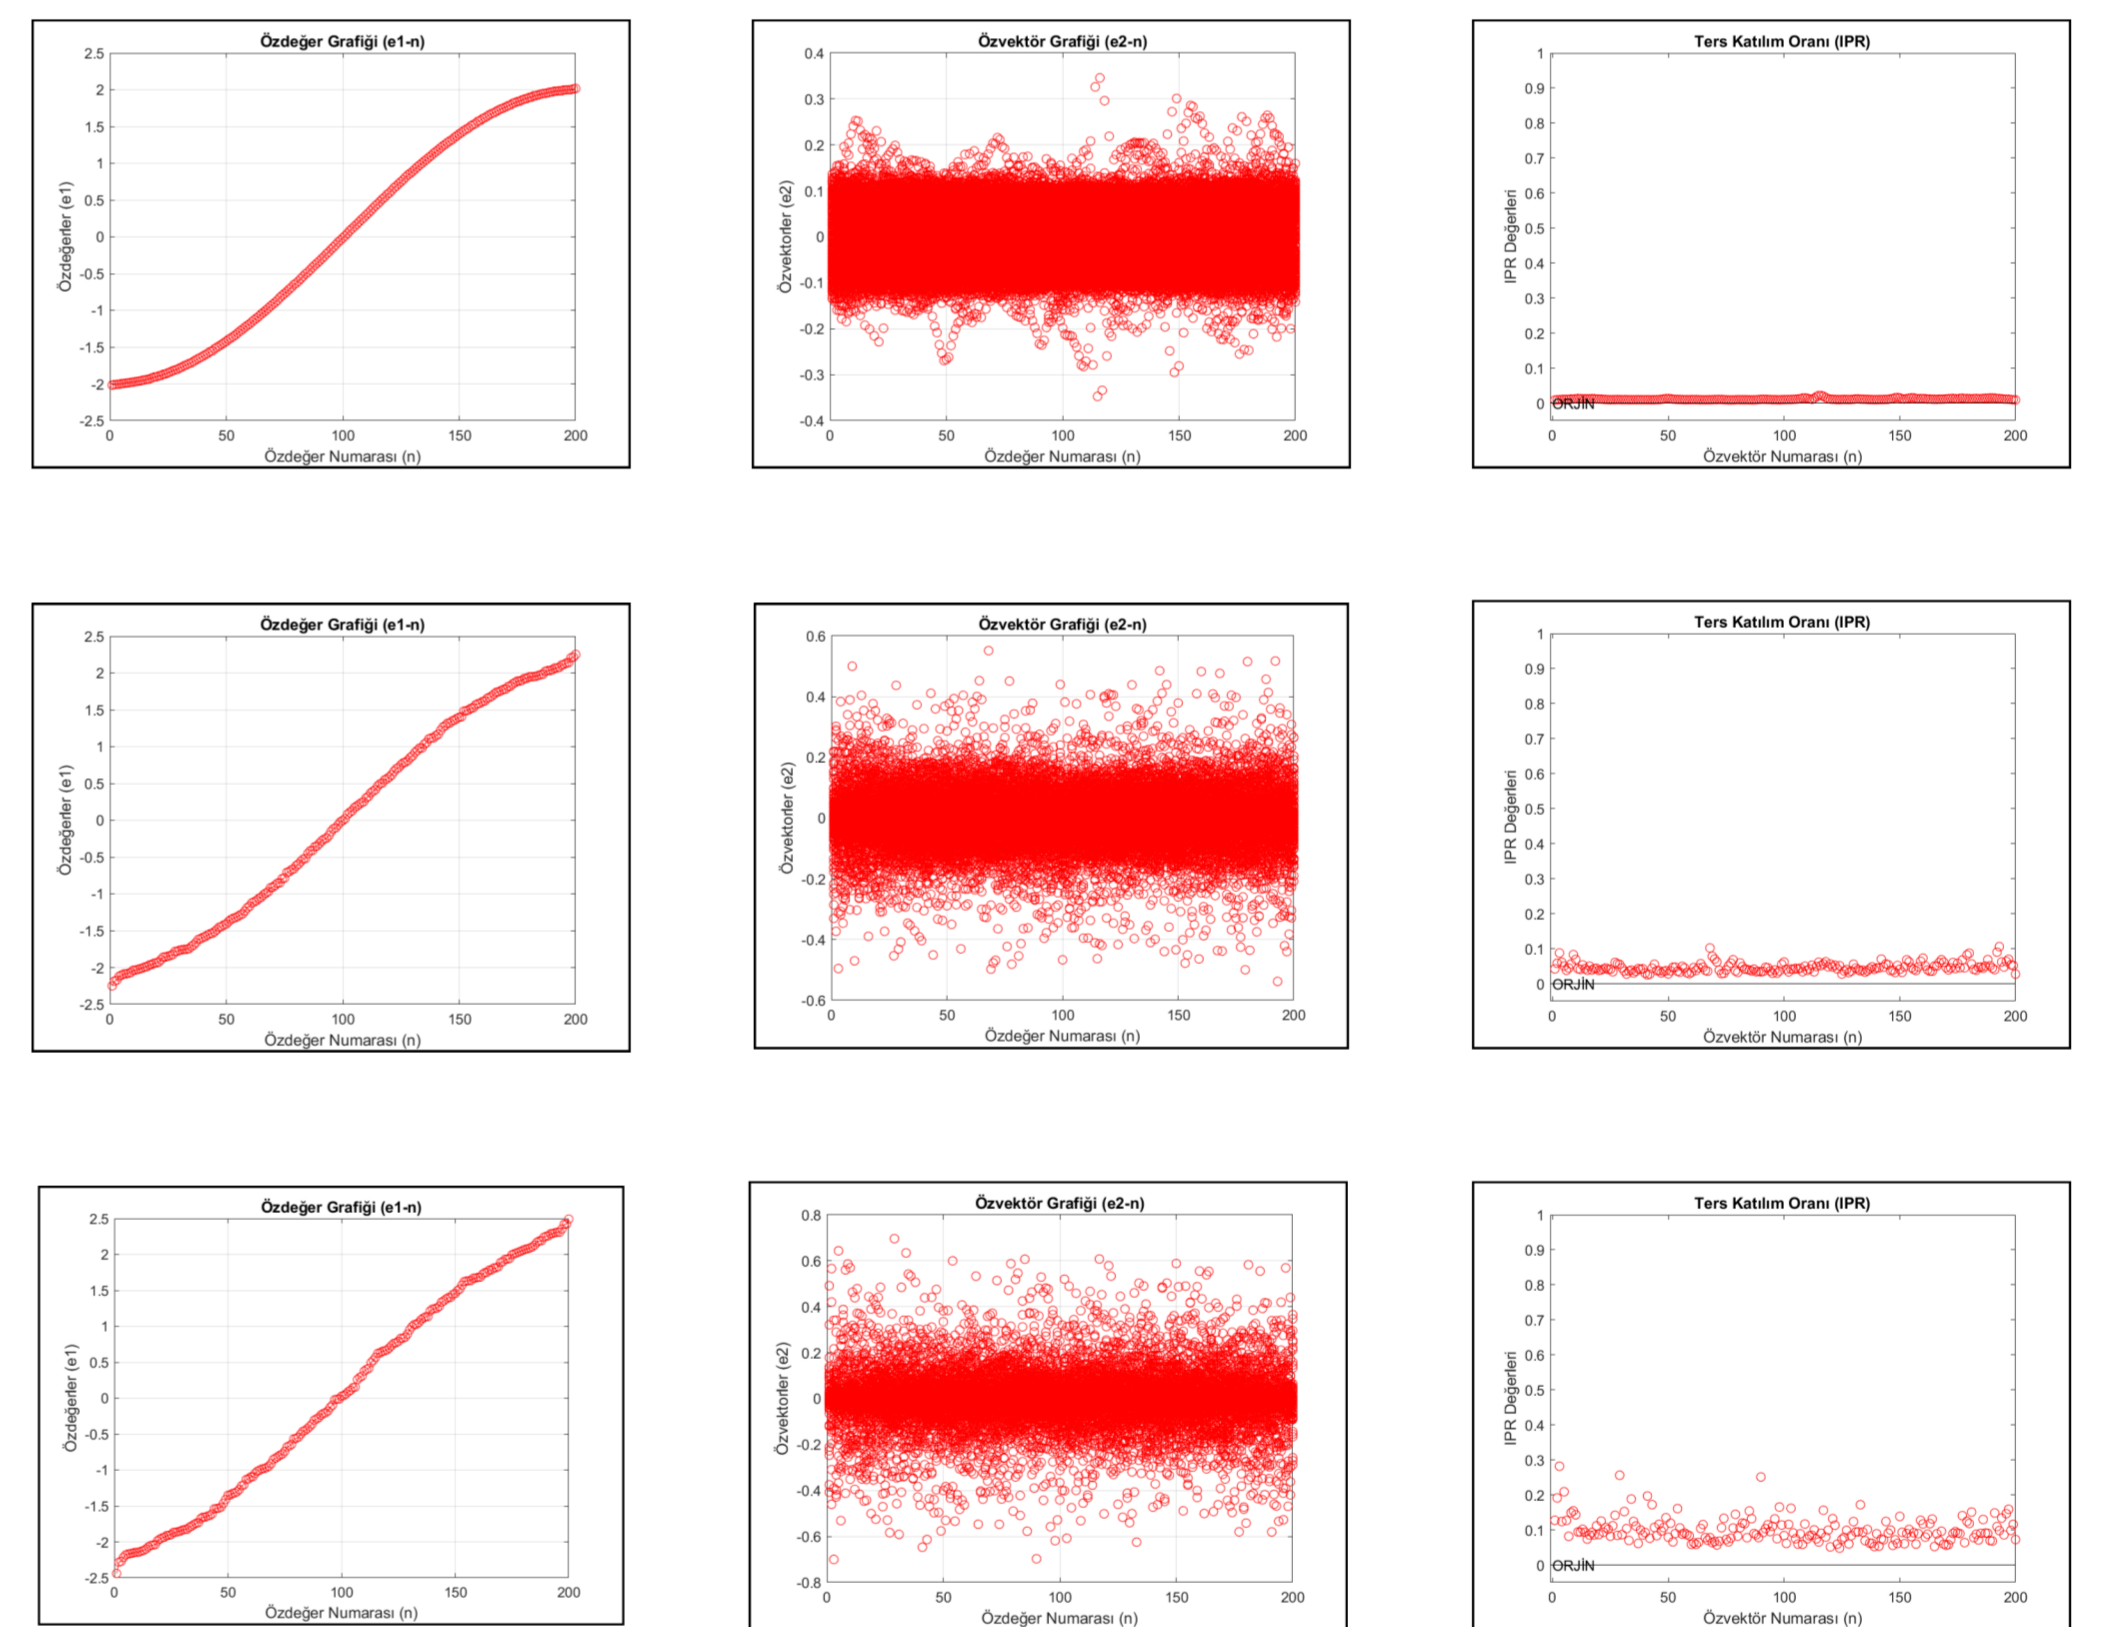 Özdeğer Grafiği (e1-n)
2.5
2
1.5
1
0.5
0
-0.5
-1
-1.5
-2
-2.5
Özdeğerler (e1)
0 50 100 150 200
Özdeğer Numarası (n)
Özvektör Grafiği (e2-n)
0.4
0.3
0.2
0.1
0
-0.1
-0.2
-0.3
-0.4
Özvektorler (e2)
0 50 100 150 200
Özdeğer Numarası (n)
Ters Katılım Oranı (IPR)
1
0.9
0.8
0.7
0.6
0.5
0.4
0.3
0.2
0.1
0
IPR Değerleri
ORJİN
0 50 100 150 200
Özvektör Numarası (n)
Özdeğer Grafiği (e1-n)
2.5
2
1.5
1
0.5
0
-0.5
-1
-1.5
-2
-2.5
Özdeğerler (e1)
0 50 100 150 200
Özdeğer Numarası (n)
Özvektör Grafiği (e2-n)
0.6
0.4
0.2
0
-0.2
-0.4
-0.6
Özvektorler (e2)
0 50 100 150 200
Özdeğer Numarası (n)
Ters Katılım Oranı (IPR)
1
0.9
0.8
0.7
0.6
0.5
0.4
0.3
0.2
0.1
0
IPR Değerleri
ORJİN
0 50 100 150 200
Özvektör Numarası (n)
Özdeğer Grafiği (e1-n)
2.5
2
1.5
1
0.5
0
-0.5
-1
-1.5
-2
-2.5
Özdeğerler (e1)
0 50 100 150 200
Özdeğer Numarası (n)
Özvektör Grafiği (e2-n)
0.8
0.6
0.4
0.2
0
-0.2
-0.4
-0.6
-0.8
Özvektorler (e2)
0 50 100 150 200
Özdeğer Numarası (n)
Ters Katılım Oranı (IPR)
1
0.9
0.8
0.7
0.6
0.5
0.4
0.3
0.2
0.1
0
IPR Değerleri
ORJİN
0 50 100 150 200
Özvektör Numarası (n)